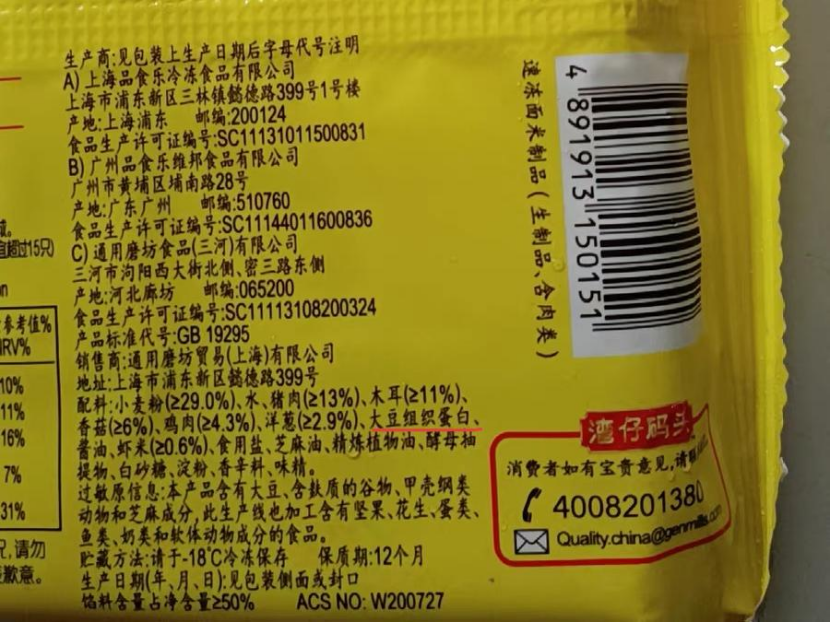 生产商:见包装上生产日期后字母代号注明
A) 上海品食乐冷冻食品有限公司
上海市浦东新区三林镇懿德路399号1号楼
产地:上海浦东 邮编:200124
食品生产许可证编号:SC11131011500831
B) 广州品食乐维邦食品有限公司
广州市黄埔区埔南路28号
产地:广东广州 邮编:510760
食品生产许可证编号:SC11144011600836
C) 通用磨坊食品(三河)有限公司
三河市泃阳西大街北侧、密三路东侧
产地:河北廊坊 邮编:065200
食品生产许可证编号:SC11113108200324
产品标准代号:GB 19295
销售商:通用磨坊贸易(上海)有限公司
地址:上海市浦东新区懿德路399号
配料:小麦粉(≥29.0%)、水、猪肉(≥13%)、木耳(≥11%)、
香菇(≥6%)、鸡肉(≥4.3%)、洋葱(≥2.9%)、大豆组织蛋白、
酱油、虾米(≥0.6%)、食用盐、芝麻油、精炼植物油、酵母抽
提物、白砂糖、淀粉、香辛料、味精。
过敏原信息:本产品含有大豆、含麸质的谷物、甲壳纲类
动物和芝麻成分,此生产线也加工含有坚果、花生、蛋类、
鱼类、奶类和软体动物成分的食品。
贮藏方法:请于-18℃冷冻保存 保质期:12个月
生产日期(年、月、日):见包装侧面或封口
馅料含量占净含量≥50% ACS NO: W200727
速冻面米制品(生制品、含肉类)
4 891913 150151
湾仔码头
消费者如有宝贵意见,请联
4008201380
Quality.china@genmills.co
宜超过15只)
参考值%
NRV%
10%
11%
16%
7%
31%
况,请勿
歉意。